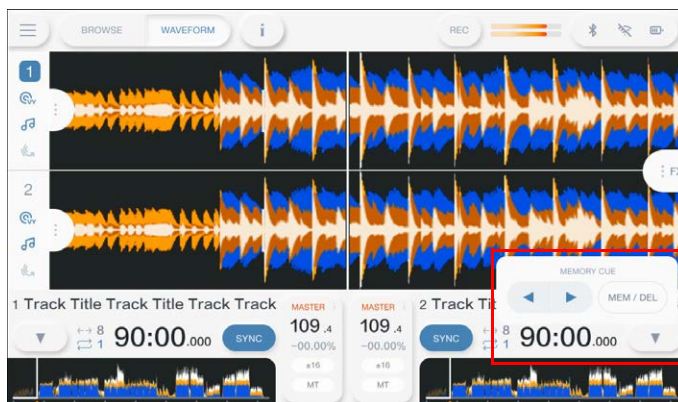 BROWSE WAVEFORM i REC
1
FX
2
MEMORY CUE
MEM / DEL
1 Track Title Track Title Track Track
MASTER
MASTER
2 Track Ti
8
1
90:00.000
SYNC
109.4
-00.00%
109.4
-00.00%
SYNC
8
1
90:00.000
±16
±16
MT
MT